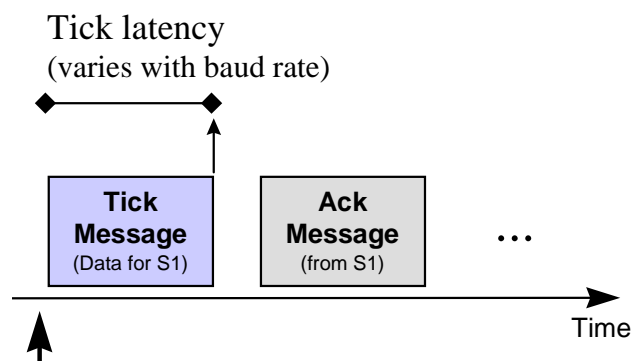 Tick latency
(varies with baud rate)
Tick
Message
(Data for S1)
Ack
Message
(from S1)
...
Time